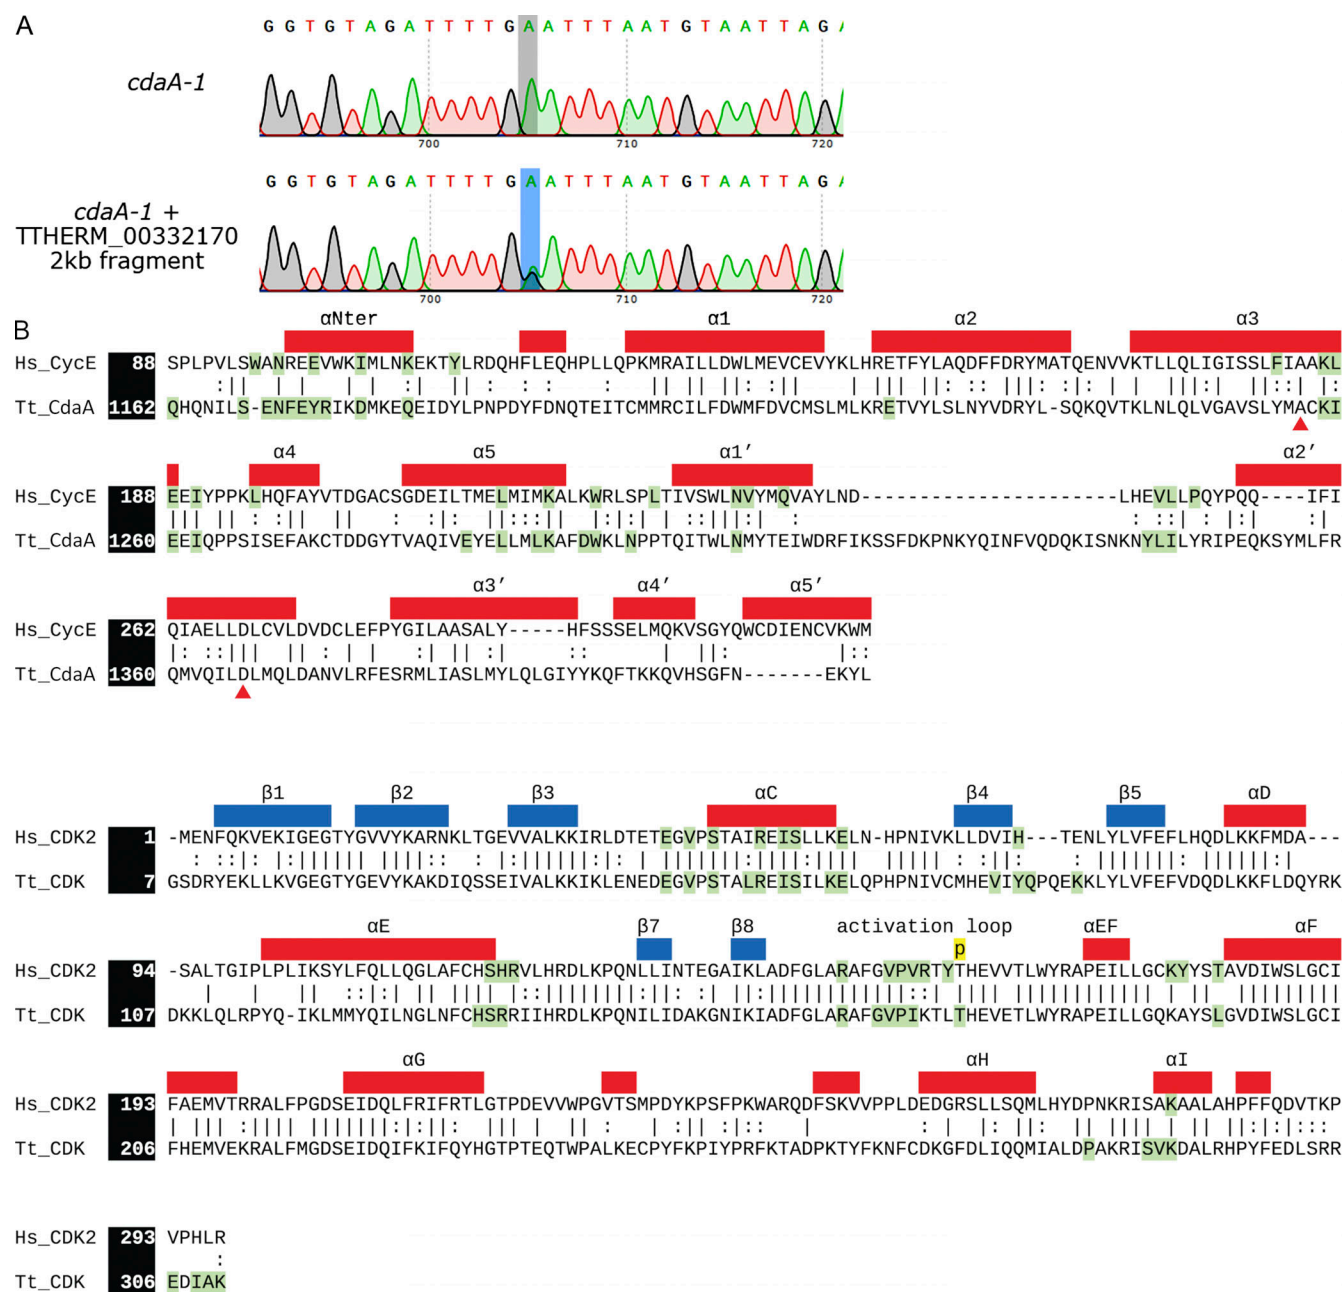 A
G G T G T A G A T T T T G A A T T T A A T G T A A T T A G A
cdaA-1
700 710 720
G G T G T A G A T T T T G A A T T T A A T G T A A T T A G A
cdaA-1 +
TTHERM_00332170
2kb fragment
700 710 720
B
αNter α1 α2 α3
Hs_CycE 88 SPLPVLSWANREEVWKIMLNKEKTYLRDQHFLEQHPLLQPKMRAILLDWLMEVCEVYKLHRETFYLAQDFFDRYMATQENVVKTLLQLIGISSLFIAAKL
Tt_CdaA 1162 QHQNILS-ENFEYRIKDMKEQEIDYLPNPDYFDNQTEITCMMRCILFDWMFDVCMSLMLKRETVYLSLNYVDRYL-SQKQVTKLNLQLVGAVSLYMACKI
α4 α5 α1’ α2’
Hs_CycE 188 EEIYPPKLHQFAYVTDGACSGDEILTMELMIMKALKWRLSPLTIVSWLNVYMQVAYLND----------------------LHEVLLPQYPQQ----IFI
Tt_CdaA 1260 EEIQPPSISEFAKCTDDGYTVAQIVEYELLMLKAFDWKLNPPTQITWLNMYTEIWDRFIKSSFDKPNKYQINFVQDQKISNKNYLILYRIPEQKSYMLFR
α3’ α4’ α5’
Hs_CycE 262 QIAELLDLCVLDVDCLEFPYGILAASALY-----HFSSSELMQKVSGYQWCDIENCVKWM
Tt_CdaA 1360 QMVQILDLMQLDANVLRFESRMLIASLMYLQLGIYYKQFTKKQVHSGFN-------EKYL
β1 β2 β3 αC β4 β5 αD
Hs_CDK2 1 -MENFQKVEKIGEGTYGVVYKARNKLTGEVVALKKIRLDTETEGVPSTAIREISLLKELN-HPNIVKLLDVIH---TENLYLVFEFLHQDLKKFMDA---
Tt_CDK 7 GSDRYEKLLKVGEGTYGEVYKAKDIQSSEIVALKKIKLENEDEGVPSTALREISILKELQPHPNIVCMHEVIYQPQEKKLYLVFEFVDQDLKKFLDQYRK
αE β7 β8 activation loop αEF αF
p
Hs_CDK2 94 -SALTGIPLPLIKSYLFQLLQGLAFCHSHRVLHRDLKPQNLLINTEGAIKLADFGLARAFGVPVRTYTHEVVTLWYRAPEILLGCKYYSTAVDIWSLGCI
Tt_CDK 107 DKKLQLRPYQ-IKLMMYQILNGLNFCHSRRIIHRDLKPQNILIDAKGNIKIADFGLARAFGVPIKTLTHEVETLWYRAPEILLGQKAYSLGVDIWSLGCI
αG αH αI
Hs_CDK2 193 FAEMVTRRALFPGDSEIDQLFRIFRTLGTPDEVVWPGVTSMPDYKPSFPKWARQDFSKVVPPLDEDGRSLLSQMLHYDPNKRISAKAALAHPFFQDVTKP
Tt_CDK 206 FHEMVEKRALFMGDSEIDQIFKIFQYHGTPTEQTWPALKECPYFKPIYPRFKTADPKTYFKNFCDKGFDLIQQMIALDPAKRISVKDALRHPYFEDLSRR
Hs_CDK2 293 VPHLR
Tt_CDK 306 EDIAK